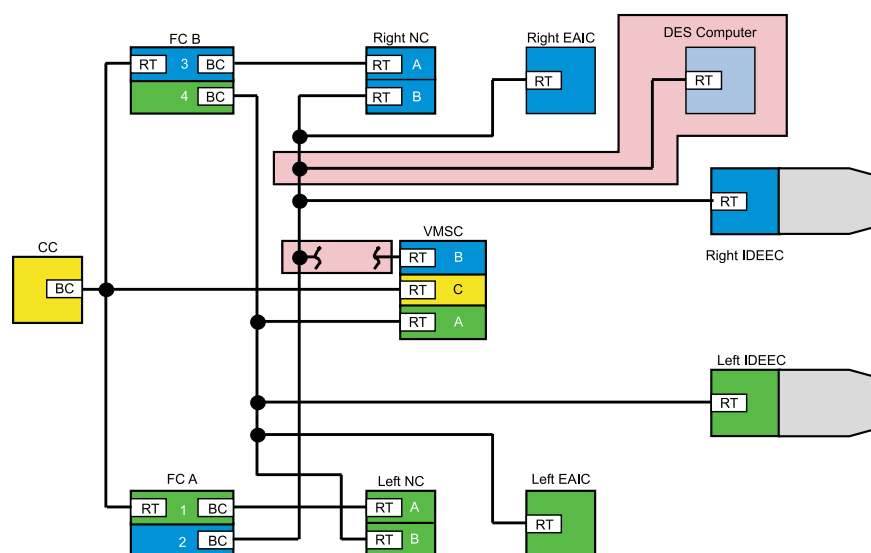 FC B
Right NC
Right EAIC
DES Computer
RT 3 BC
RT A
RT
RT
4 BC
RT B
RT
Right IDEEC
VMSC
CC
RT B
BC
RT C
RT A
Left IDEEC
RT
FC A
Left NC
Left EAIC
RT 1 BC
RT A
RT
2 BC
RT B